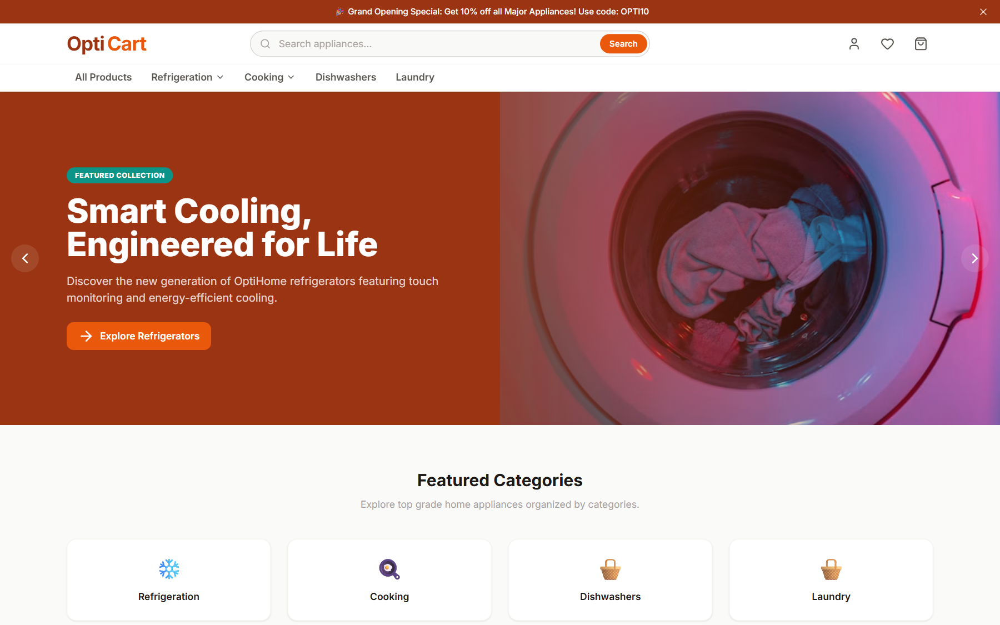 🎉 Grand Opening Special: Get 10% off all Major Appliances! Use code: OPTI10
Opti Cart
Search appliances...
Search
All Products
Refrigeration
Cooking
Dishwashers
Laundry
FEATURED COLLECTION
Smart Cooling,
Engineered for Life
Discover the new generation of OptiHome refrigerators featuring touch
monitoring and energy-efficient cooling.
Explore Refrigerators
Featured Categories
Explore top grade home appliances organized by categories.
Refrigeration
Cooking
Dishwashers
Laundry